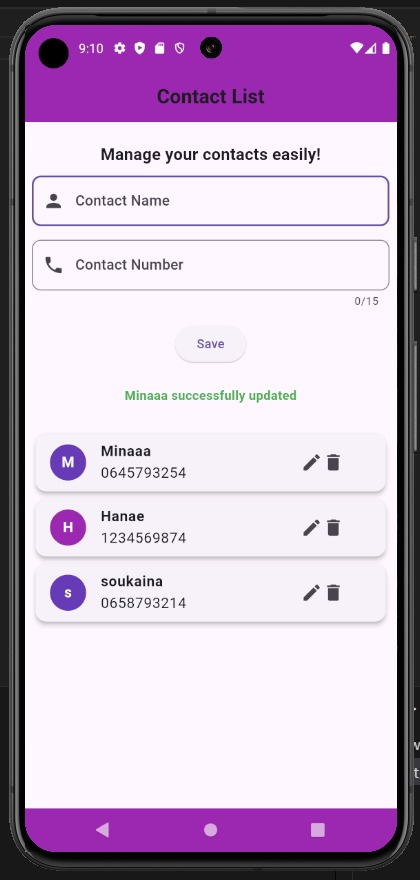 9:10
Contact List
Manage your contacts easily!
Contact Name
Contact Number
0/15
Save
Minaaa successfully updated
M
Minaaa
0645793254
H
Hanae
1234569874
s
soukaina
0658793214